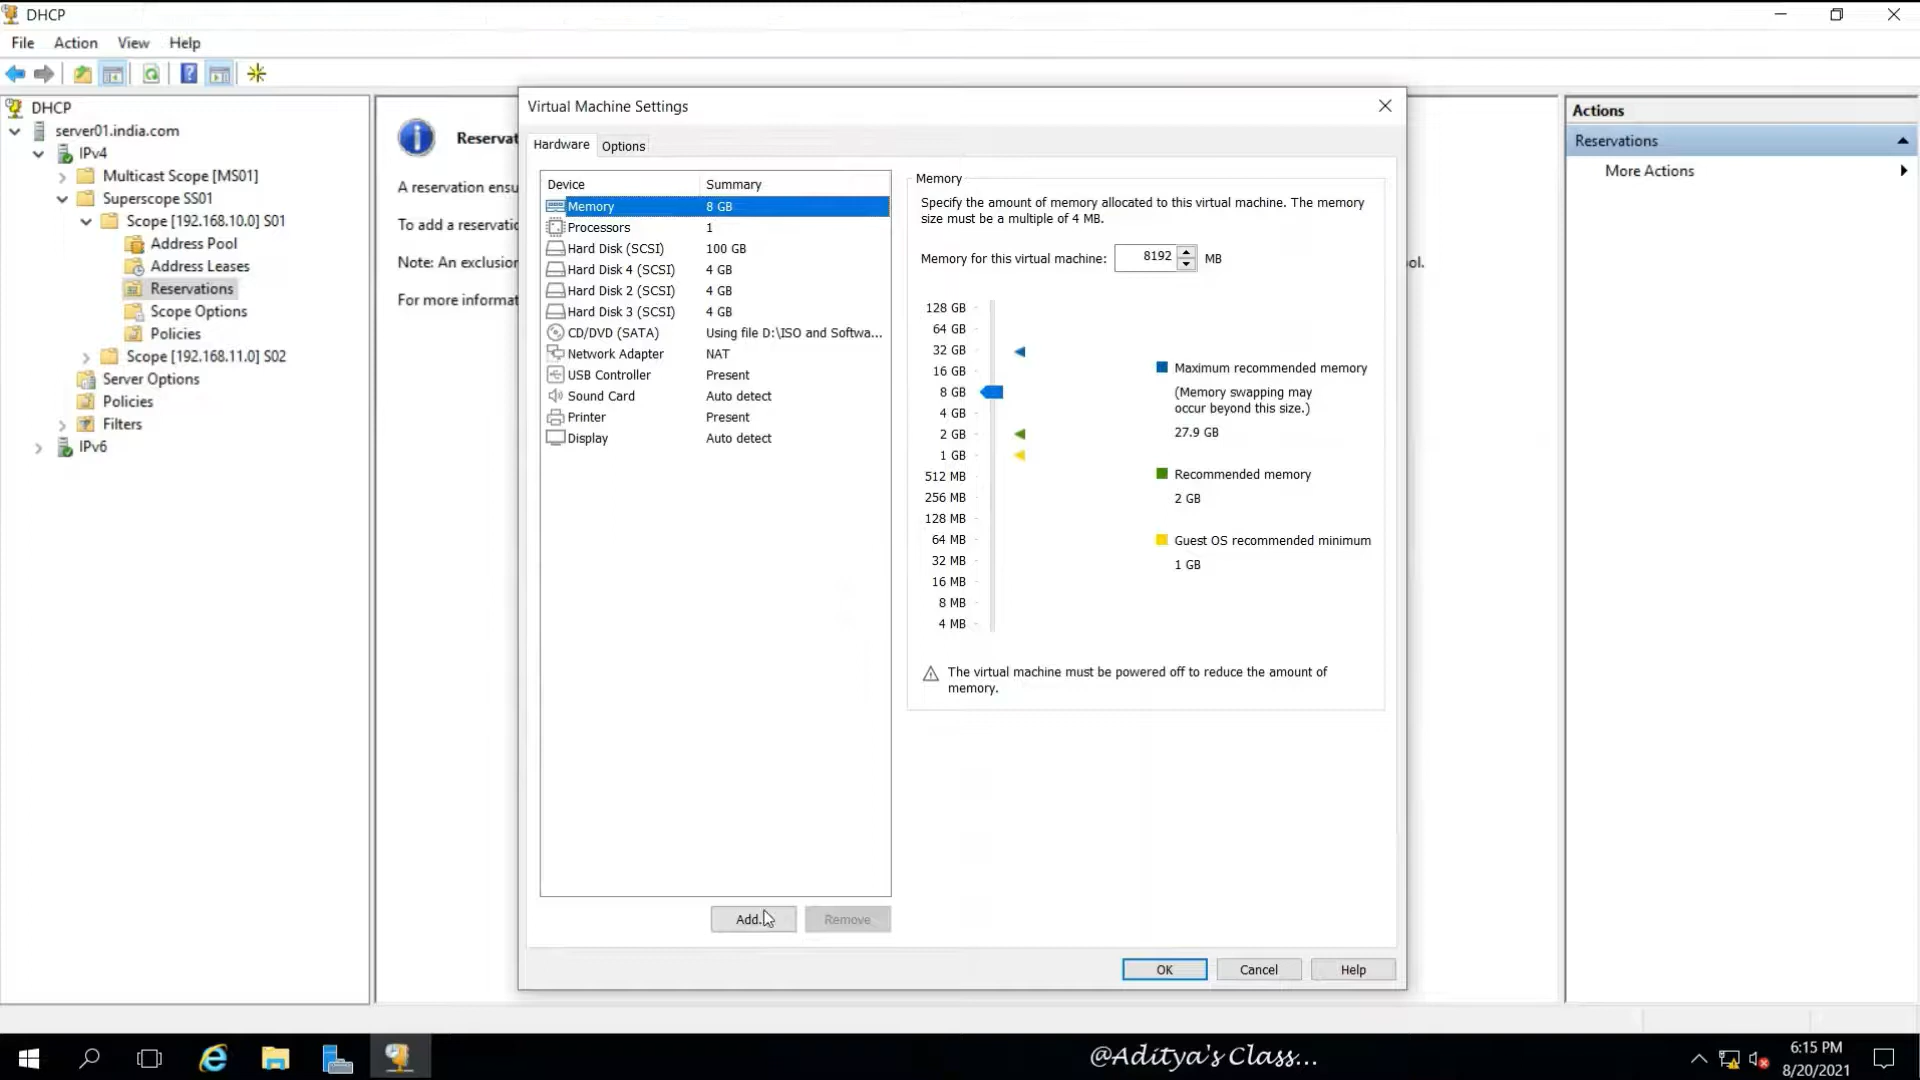 DHCP
File Action View Help
DHCP
server01.india.com
IPv4
Multicast Scope [MS01]
Superscope SS01
Scope [192.168.10.0] S01
Address Pool
Address Leases
Reservations
Scope Options
Policies
Scope [192.168.11.0] S02
Server Options
Policies
Filters
IPv6
Reservat
A reservation ensu
To add a reservatic
Note: An exclusion
For more informat
ol.
Virtual Machine Settings
Hardware Options
Device Summary
Memory 8 GB
Processors 1
Hard Disk (SCSI) 100 GB
Hard Disk 4 (SCSI) 4 GB
Hard Disk 2 (SCSI) 4 GB
Hard Disk 3 (SCSI) 4 GB
CD/DVD (SATA) Using file D:\ISO and Softwa...
Network Adapter NAT
USB Controller Present
Sound Card Auto detect
Printer Present
Display Auto detect
Add..
Remove
Memory
Specify the amount of memory allocated to this virtual machine. The memory
size must be a multiple of 4 MB.
Memory for this virtual machine: 8192 MB
128 GB
64 GB
32 GB
16 GB
8 GB
4 GB
2 GB
1 GB
512 MB
256 MB
128 MB
64 MB
32 MB
16 MB
8 MB
4 MB
Maximum recommended memory
(Memory swapping may
occur beyond this size.)
27.9 GB
Recommended memory
2 GB
Guest OS recommended minimum
1 GB
The virtual machine must be powered off to reduce the amount of
memory.
OK Cancel Help
Actions
Reservations
More Actions
@Aditya's Class...
6:15 PM
8/20/2021